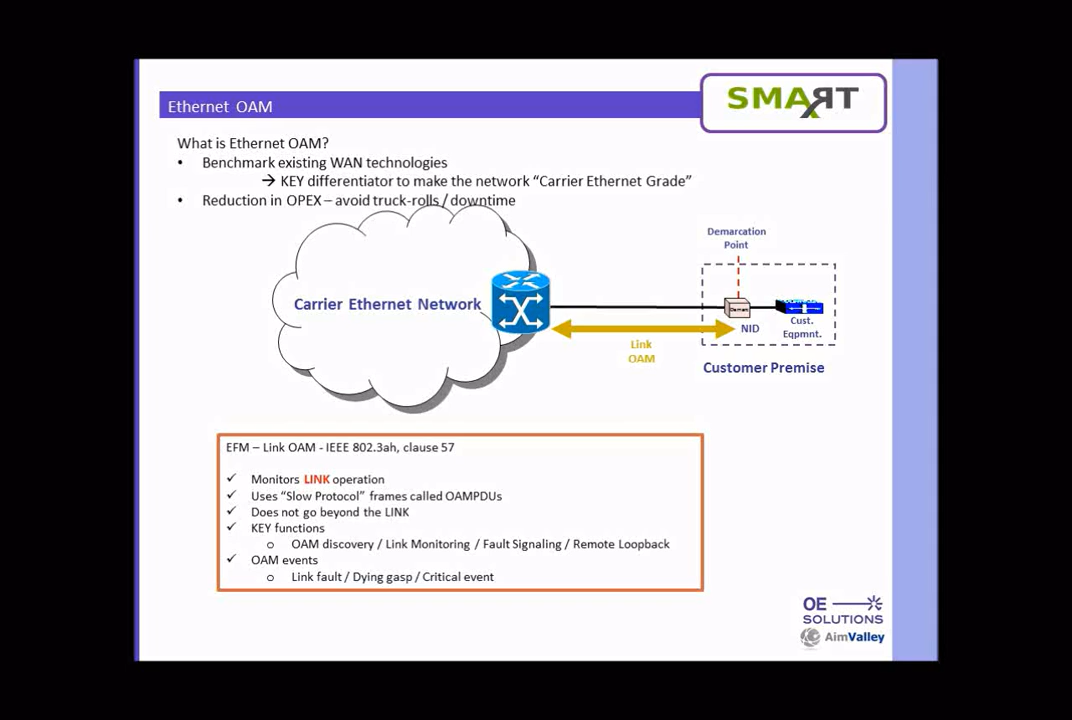 Ethernet OAM
SMART
What is Ethernet OAM?
• Benchmark existing WAN technologies
→ KEY differentiator to make the network “Carrier Ethernet Grade”
• Reduction in OPEX – avoid truck-rolls / downtime
Demarcation
Point
Carrier Ethernet Network
Demarc
NID
Cust.
Eqpmnt.
Link
OAM
Customer Premise
EFM – Link OAM - IEEE 802.3ah, clause 57
✓ Monitors LINK operation
✓ Uses “Slow Protocol” frames called OAMPDUs
✓ Does not go beyond the LINK
✓ KEY functions
o OAM discovery / Link Monitoring / Fault Signaling / Remote Loopback
✓ OAM events
o Link fault / Dying gasp / Critical event
OE
SOLUTIONS
AimValley